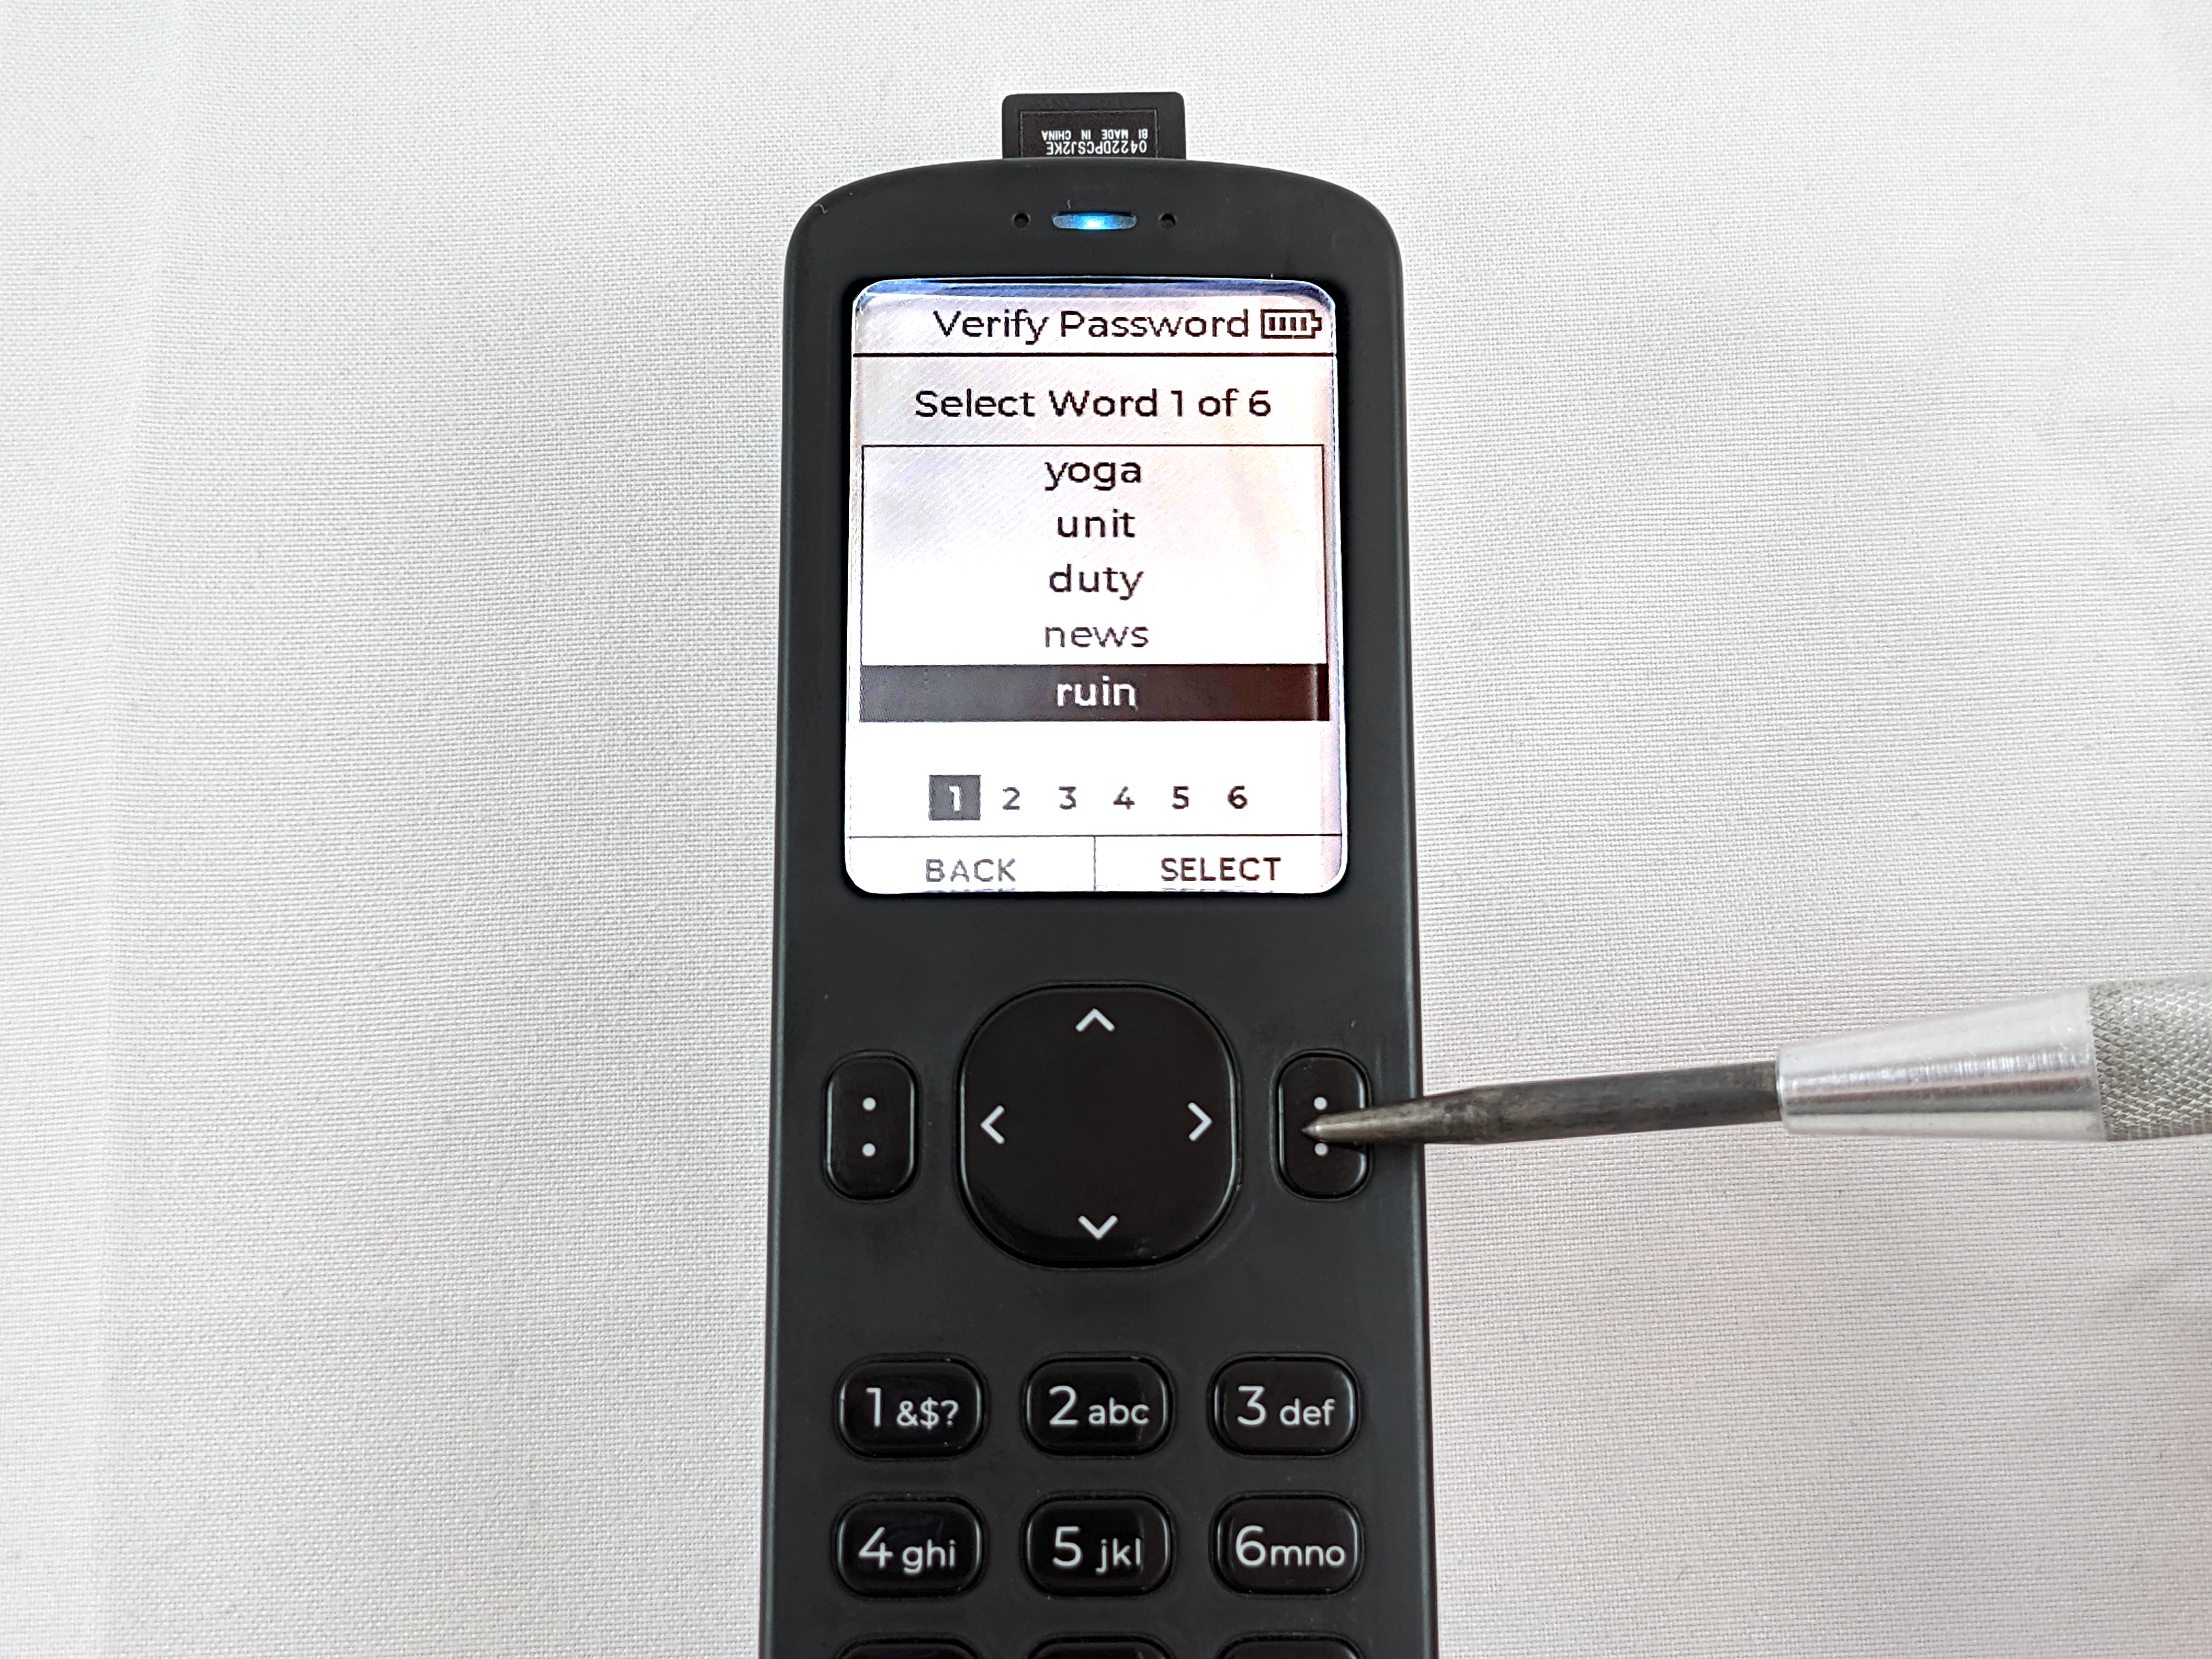 0422DPCSJ2KE
BI MADE IN CHINA
Verify Password
Select Word 1 of 6
yoga
unit
duty
news
ruin
1 2 3 4 5 6
BACK SELECT
1 &$? 2 abc 3 def
4 ghi 5 jkl 6 mno